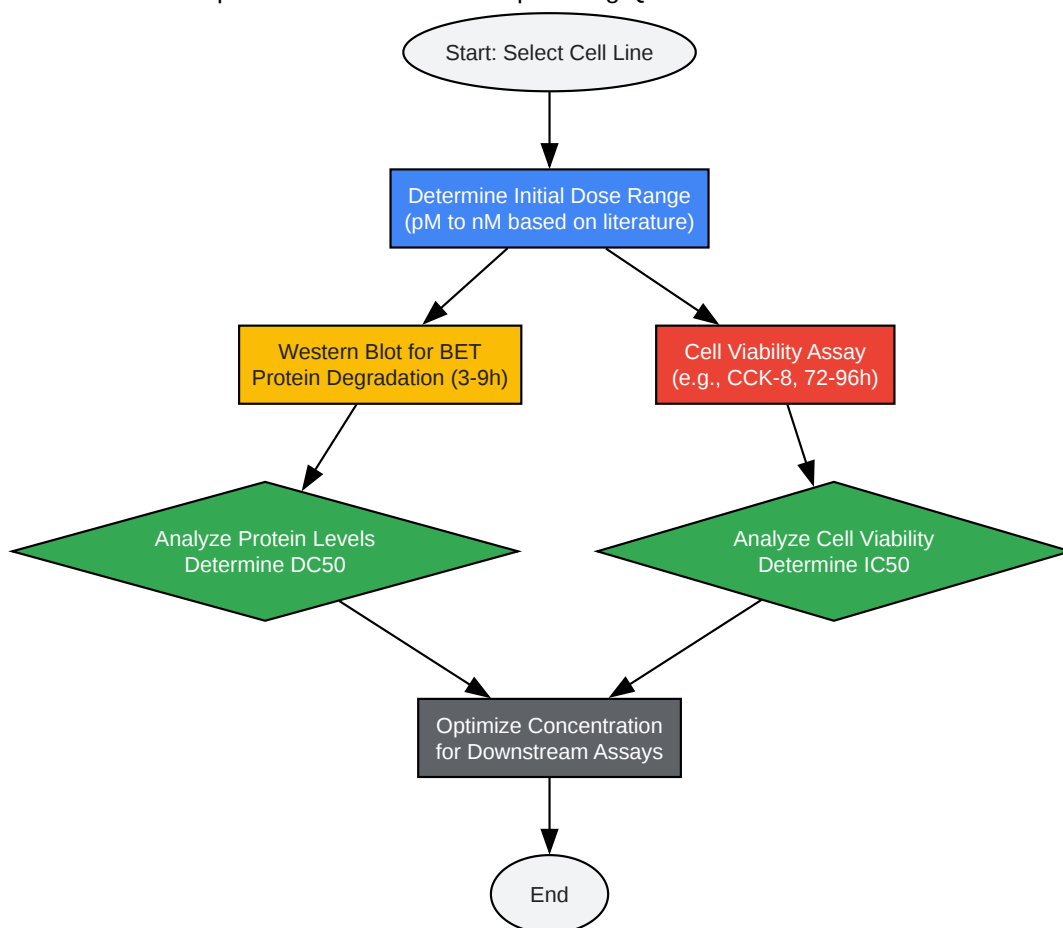 Start: Select Cell Line
Determine Initial Dose Range
(pM to nM based on literature)
Western Blot for BET
Protein Degradation (3-9h)
Cell Viability Assay
(e.g., CCK-8, 72-96h)
Analyze Protein Levels
Determine DC50
Analyze Cell Viability
Determine IC50
Optimize Concentration
for Downstream Assays
End